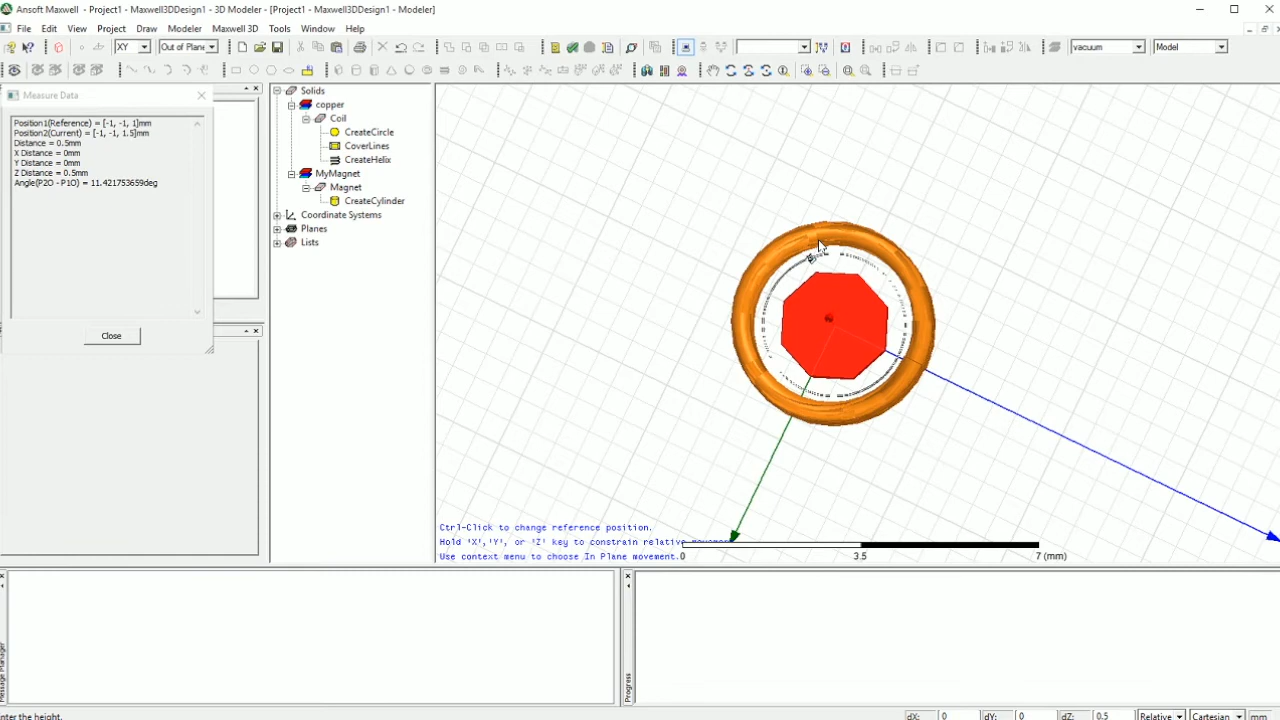 Ansoft Maxwell - Project1 - Maxwell3DDesign1 - 3D Modeler - [Project1 - Maxwell3DDesign1 - Modeler]
File Edit View Project Draw Modeler Maxwell 3D Tools Window Help
XY Out of Plane vacuum Model
Measure Data
Position1(Reference) = [-1, -1, 1]mm
Position2(Current) = [-1, -1, 1.5]mm
Distance = 0.5mm
X Distance = 0mm
Y Distance = 0mm
Z Distance = 0.5mm
Angle(P2O - P1O) = 11.421753659deg
Close
Solids
copper
Coil
CreateCircle
CoverLines
CreateHelix
MyMagnet
Magnet
CreateCylinder
Coordinate Systems
Planes
Lists
Ctrl-Click to change reference position.
Hold 'X','Y', or 'Z' key to constrain relative movement.
Use context menu to choose In Plane movement.
0 3.5 7 (mm)
Message Manager
Progress
nter the height.
dX: 0 dY: 0 dZ: 0.5 Relative Cartesian mm